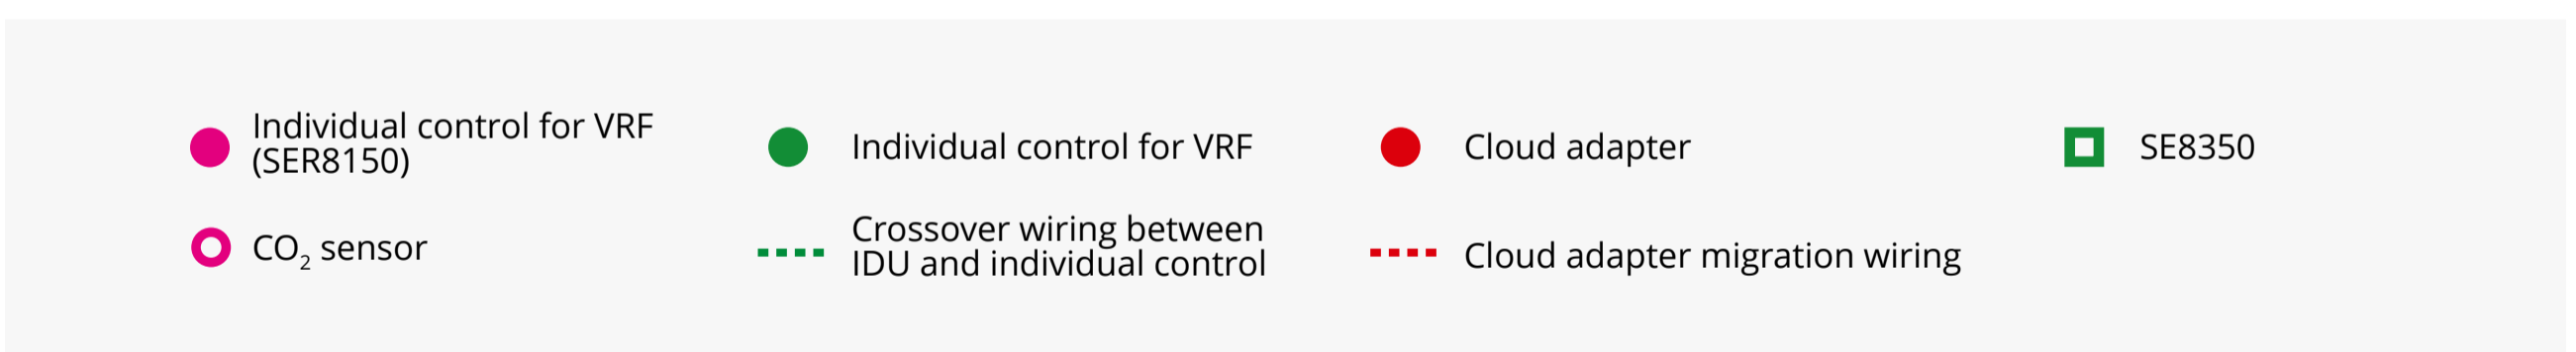 Individual control for VRF
(SER8150)
Individual control for VRF
Cloud adapter
SE8350
CO₂ sensor
Crossover wiring between
IDU and individual control
Cloud adapter migration wiring